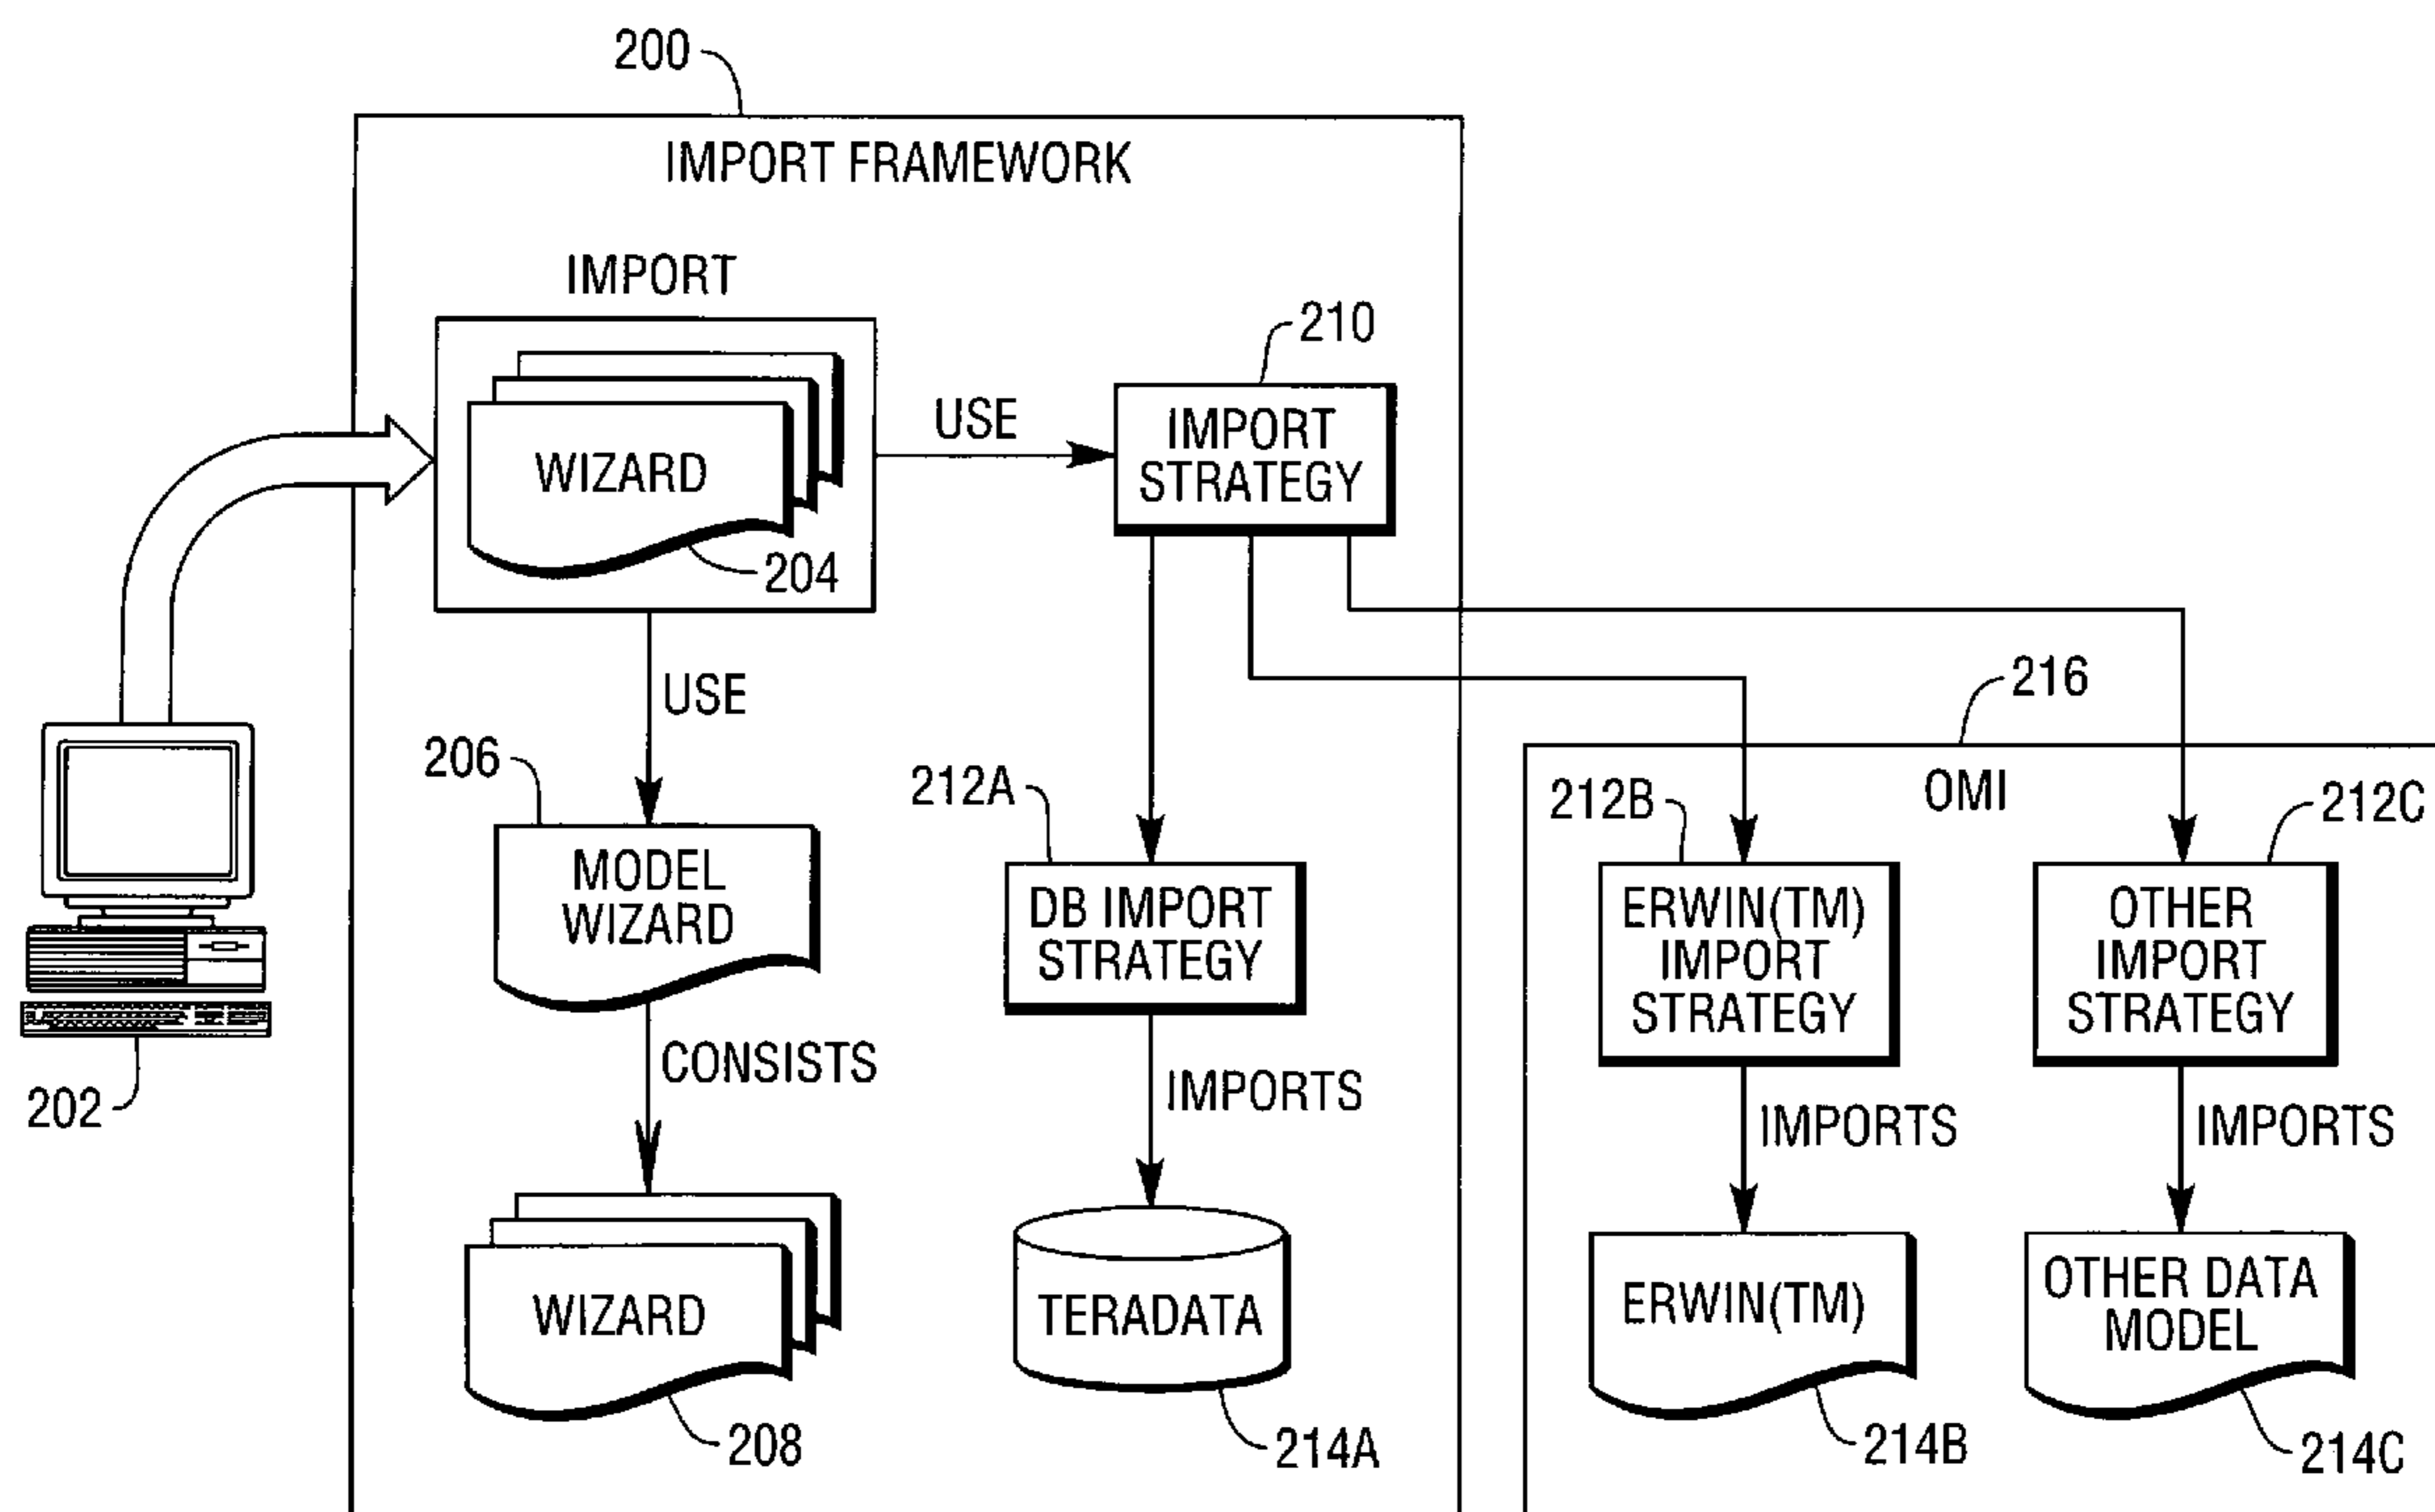 200
IMPORT FRAMEWORK
IMPORT
210
WIZARD
204
USE
IMPORT
STRATEGY
USE
216
206
212A
OMI
212B
212C
MODEL
WIZARD
DB IMPORT
STRATEGY
ERWIN(TM)
IMPORT
STRATEGY
OTHER
IMPORT
STRATEGY
202
CONSISTS
IMPORTS
IMPORTS
IMPORTS
WIZARD
208
TERADATA
214A
ERWIN(TM)
214B
OTHER DATA
MODEL
214C